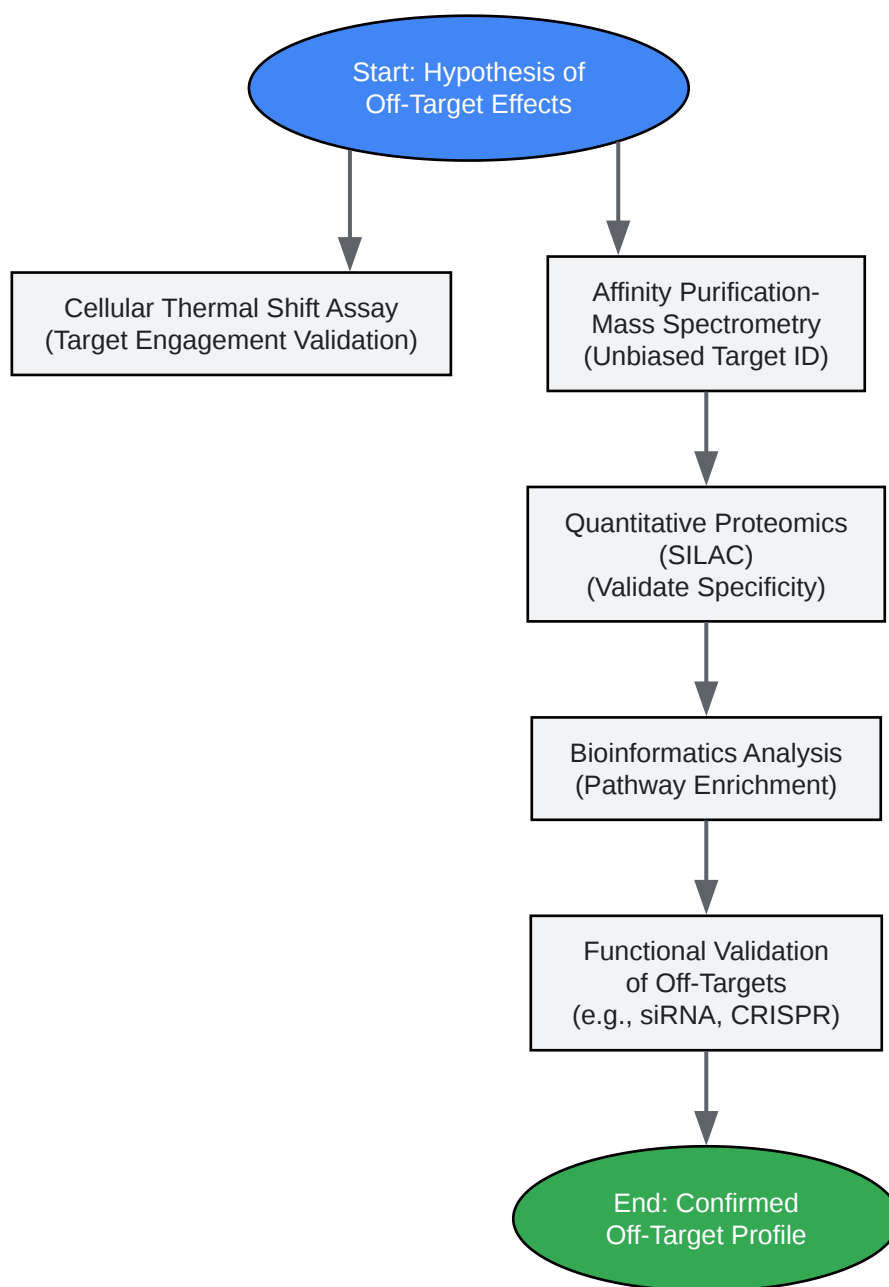 Start: Hypothesis of
Off-Target Effects
Cellular Thermal Shift Assay
(Target Engagement Validation)
Affinity Purification-
Mass Spectrometry
(Unbiased Target ID)
Quantitative Proteomics
(SILAC)
(Validate Specificity)
Bioinformatics Analysis
(Pathway Enrichment)
Functional Validation
of Off-Targets
(e.g., siRNA, CRISPR)
End: Confirmed
Off-Target Profile